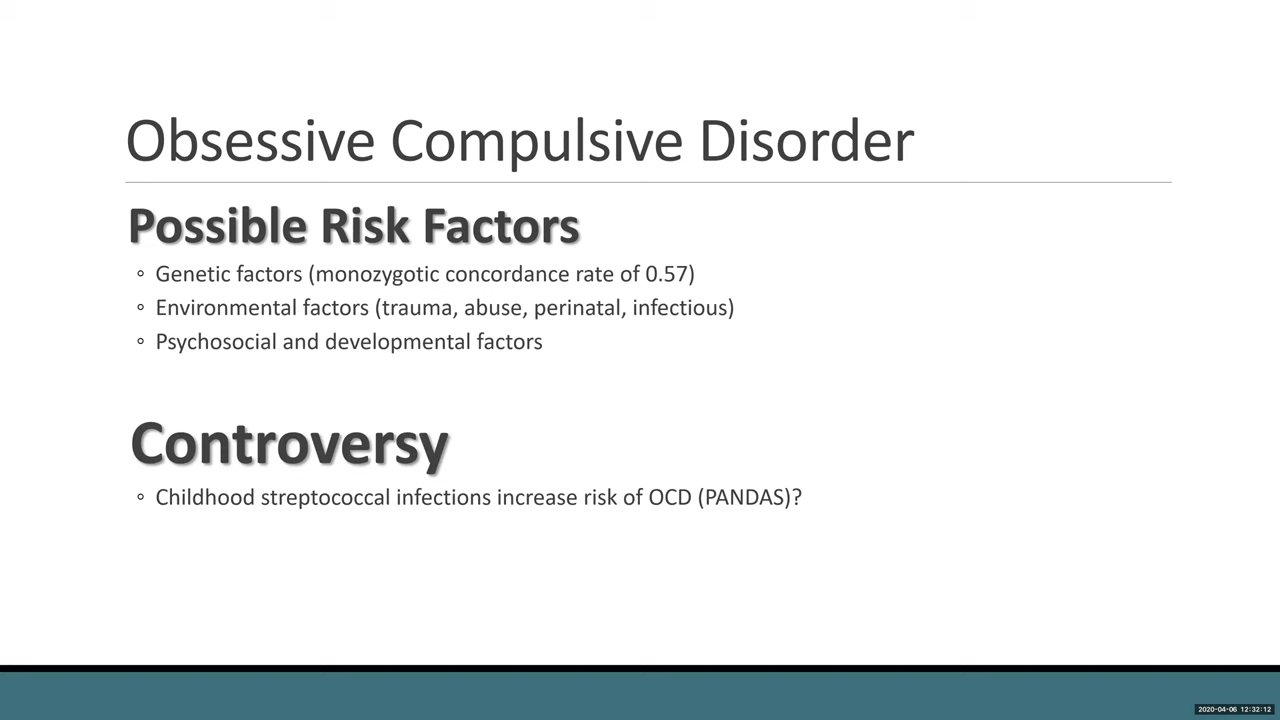 Obsessive Compulsive Disorder
Possible Risk Factors
◦ Genetic factors (monozygotic concordance rate of 0.57)
◦ Environmental factors (trauma, abuse, perinatal, infectious)
◦ Psychosocial and developmental factors
Controversy
◦ Childhood streptococcal infections increase risk of OCD (PANDAS)?
2020-04-06 12:32:12